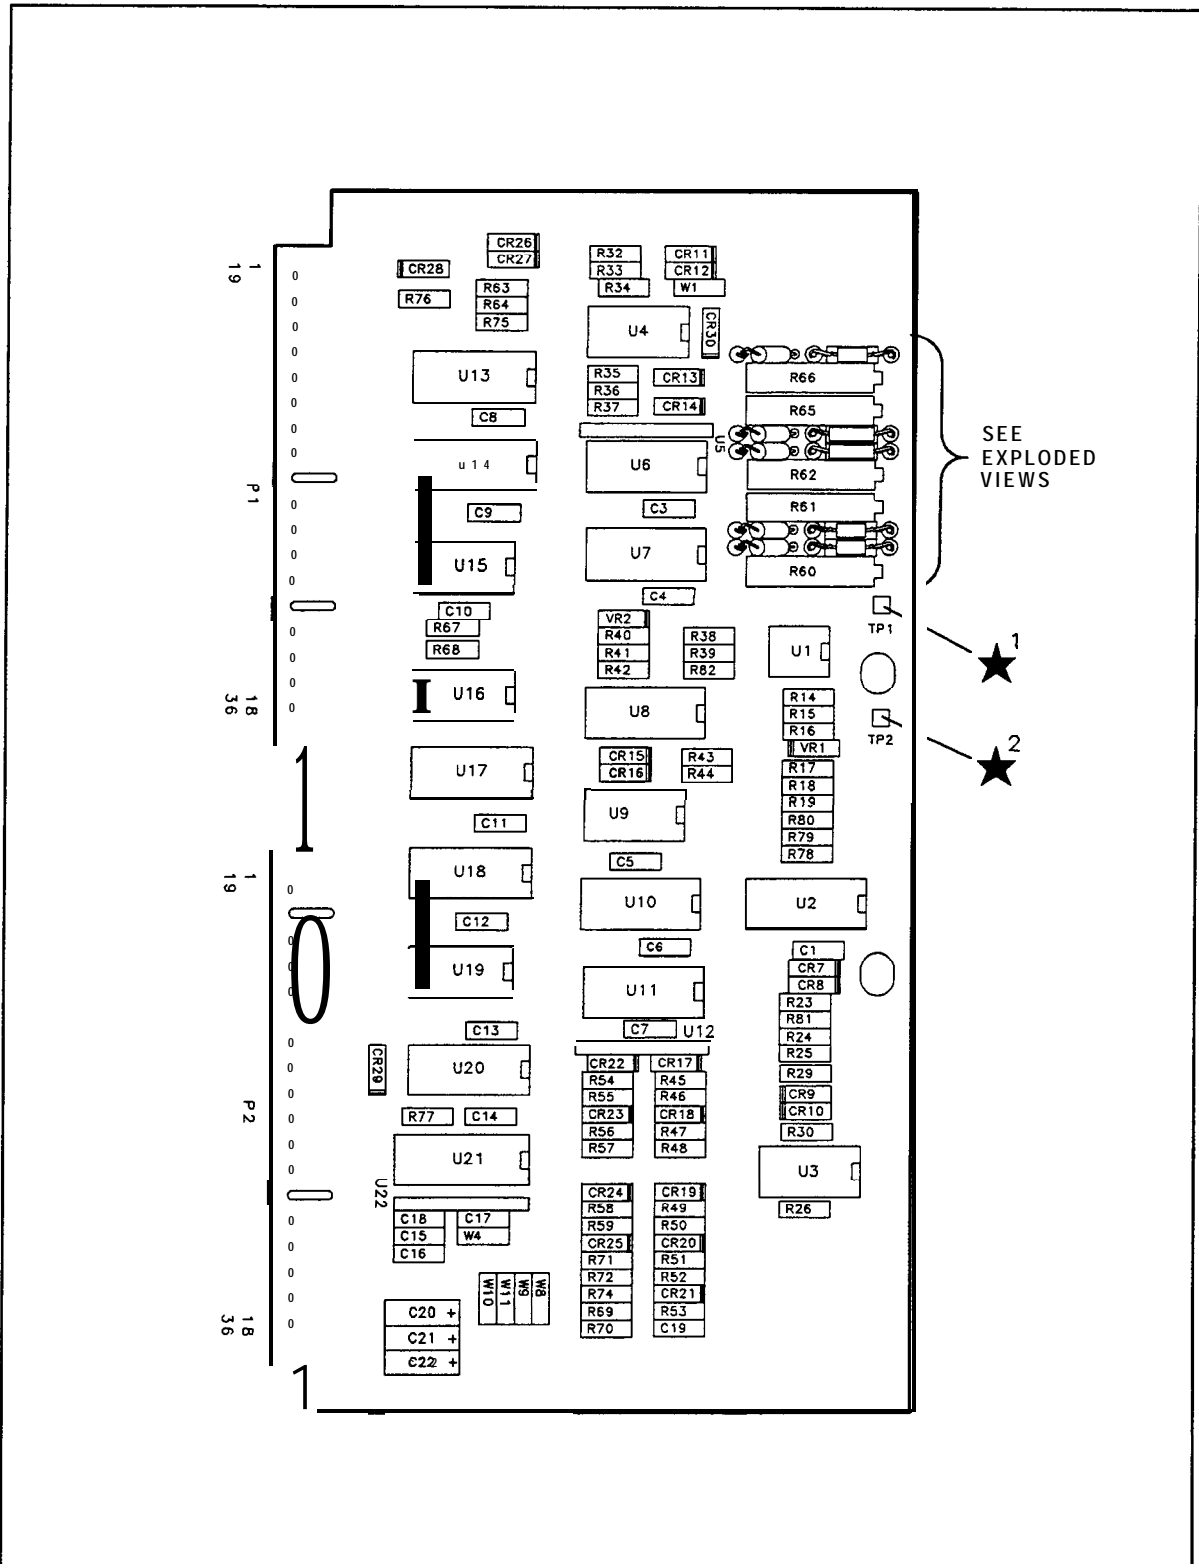 CR26
CR27
CR28
R76
R63
R64
R75
R32
R33
R34
CR11
CR12
W1
U4
CR30
1
19
U13
C8
R35
R36
R37
CR13
CR14
U5
R66
R65
R62
R61
R60
SEE
EXPLODED
VIEWS
u14
C9
U6
C3
P1
U15
U7
C4
C10
R67
R68
VR2
R40
R41
R42
R38
R39
R82
U1
TP1
1
18
36
U16
U8
R14
R15
R16
VR1
TP2
2
U17
C11
CR15
CR16
R43
R44
R17
R18
R19
R80
R79
R78
U9
C5
1
19
U18
C12
U19
U10
C6
U11
U2
C1
CR7
CR8
R23
R81
R24
R25
R29
CR9
CR10
R30
U3
R26
C13
C7
U12
CR29
U20
R77
C14
P2
U21
U22
CR22
R54
R55
CR23
R56
R57
CR17
R45
R46
CR18
R47
R48
C18
C15
C16
C17
W4
CR24
R58
R59
CR25
R71
R72
R74
R69
R70
CR19
R49
R50
CR20
R51
R52
CR21
R53
C19
W10
W11
W9
W8
18
36
C20 +
C21 +
C22 +